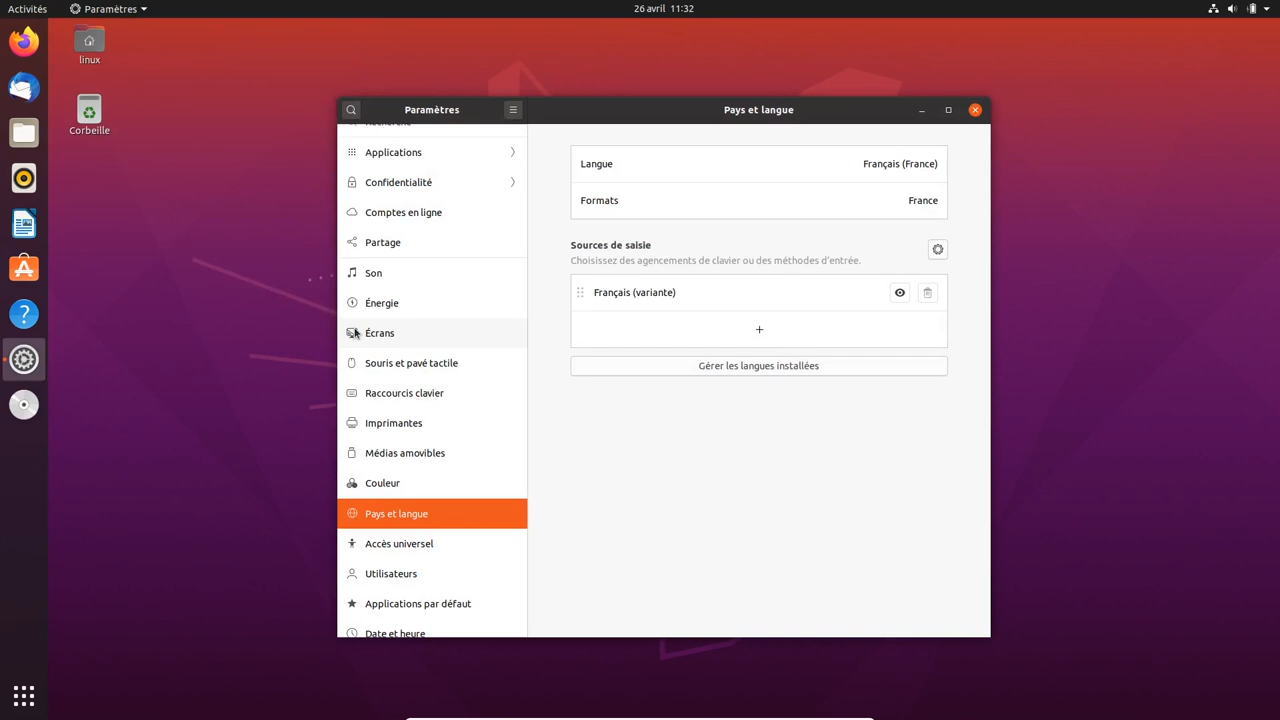 Activités
Paramètres
26 avril 11:32
linux
Corbeille
Paramètres
Pays et langue
Recherche
Applications
Confidentialité
Comptes en ligne
Partage
Son
Énergie
Écrans
Souris et pavé tactile
Raccourcis clavier
Imprimantes
Médias amovibles
Couleur
Pays et langue
Accès universel
Utilisateurs
Applications par défaut
Date et heure
Langue Français (France)
Formats France
Sources de saisie
Choisissez des agencements de clavier ou des méthodes d'entrée.
Français (variante)
Gérer les langues installées